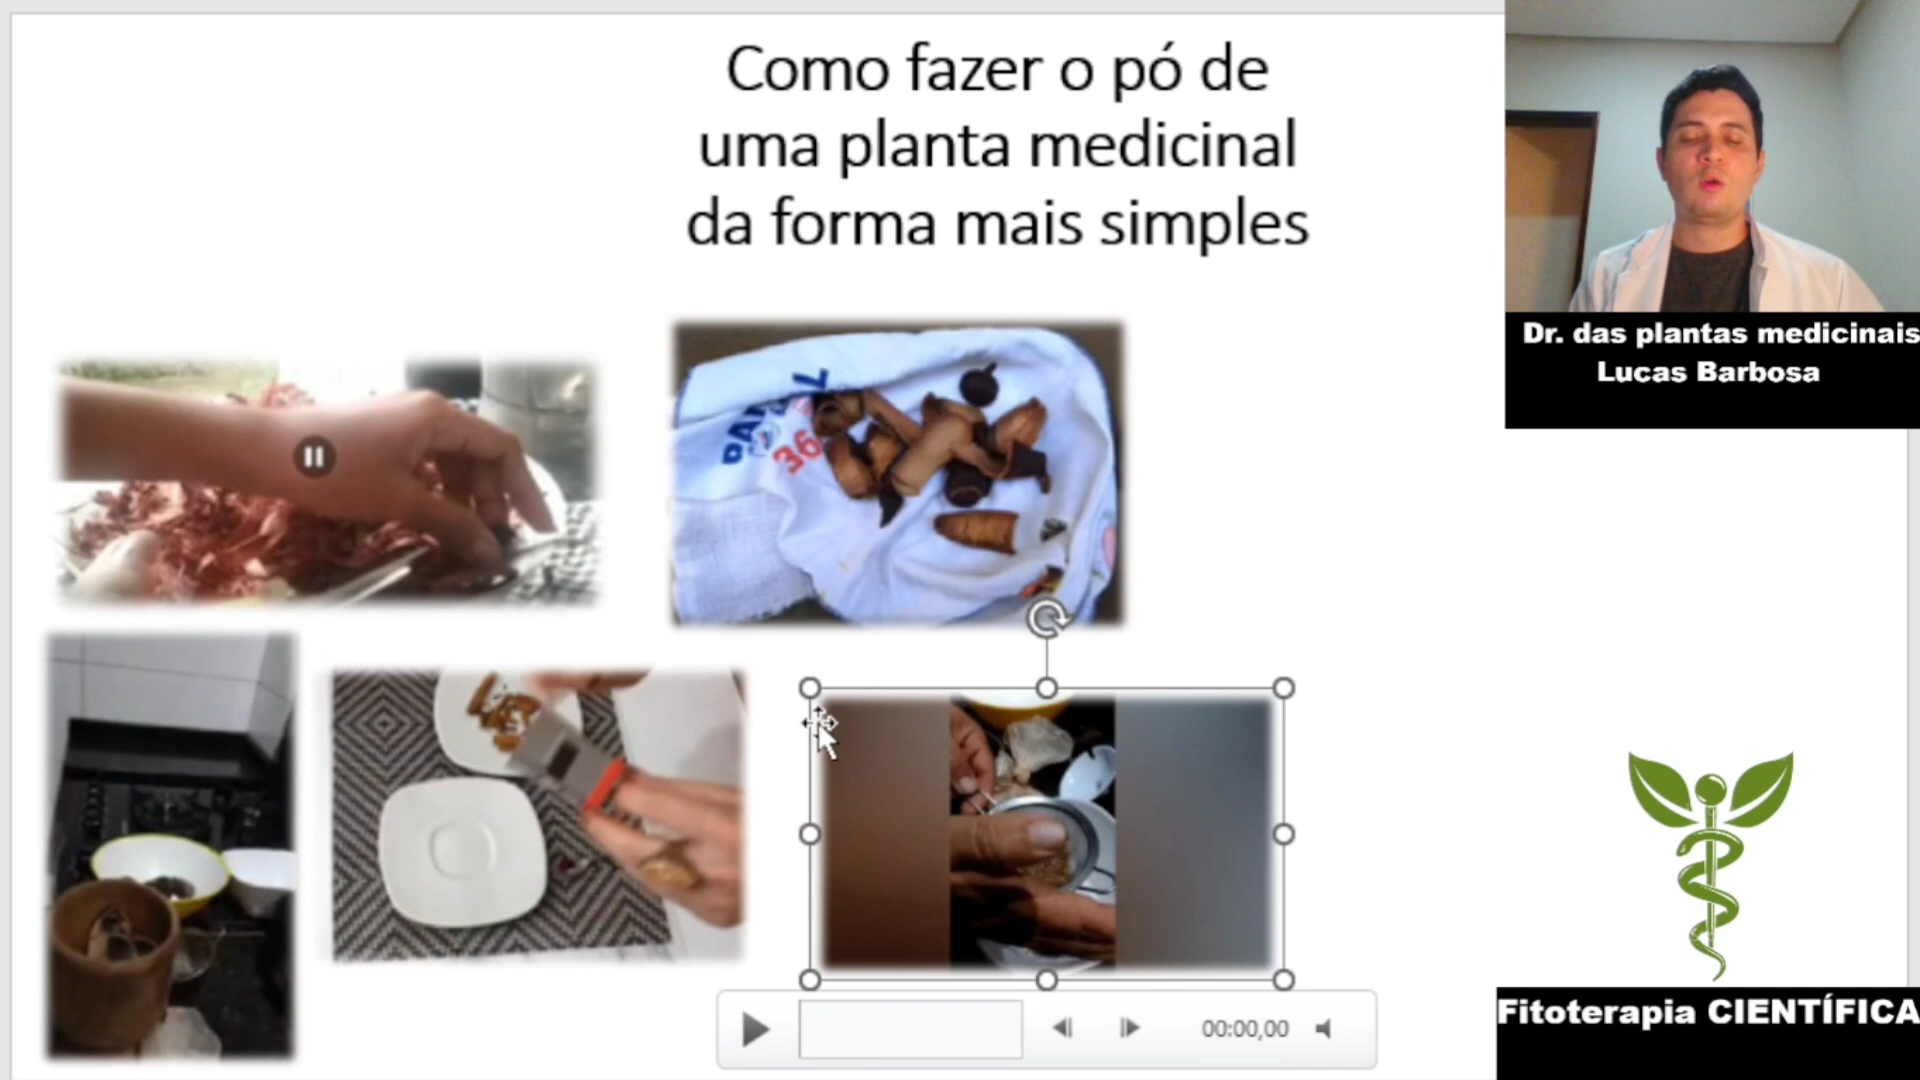 Como fazer o pó de
uma planta medicinal
da forma mais simples
Dr. das plantas medicinais
Lucas Barbosa
36
00:00,00
Fitoterapia CIENTÍFICA